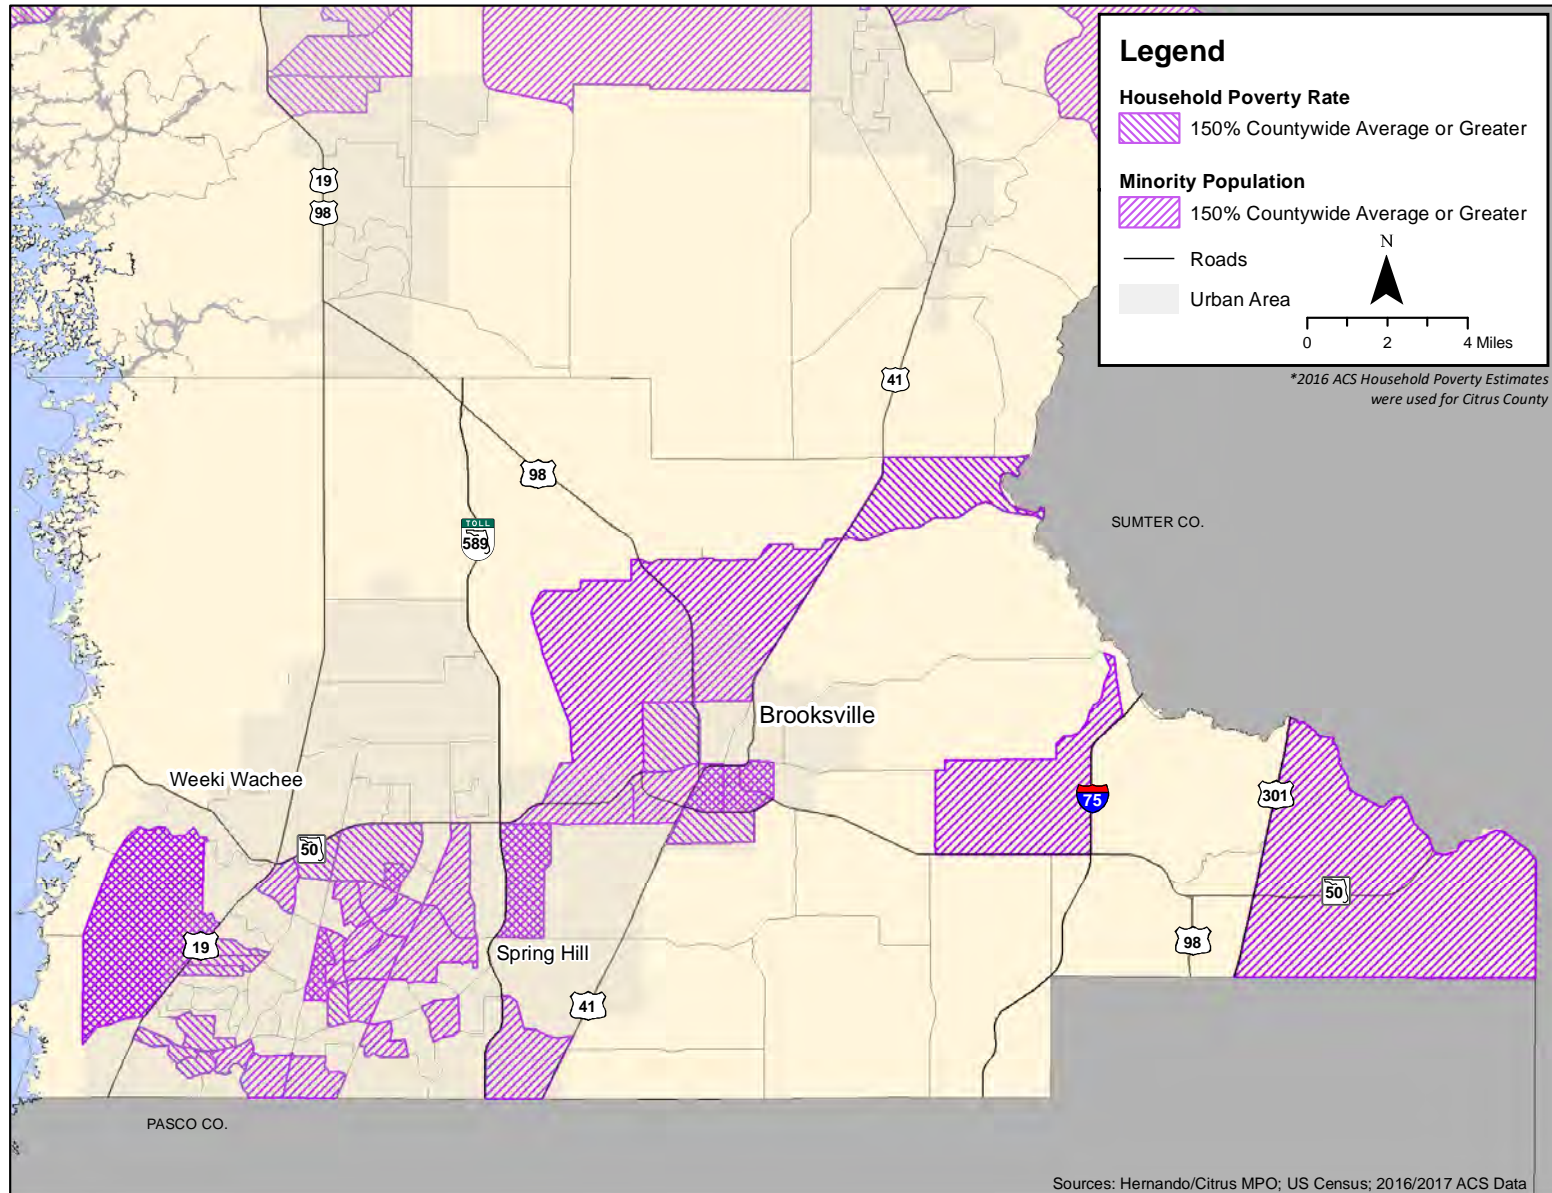 Legend
Household Poverty Rate
150% Countywide Average or Greater
Minority Population
150% Countywide Average or Greater
Roads
Urban Area
N
0 2 4 Miles
*2016 ACS Household Poverty Estimates
were used for Citrus County
19
98
41
98
TOLL
589
SUMTER CO.
Brooksville
Weeki Wachee
75
301
50
50
19
98
Spring Hill
41
PASCO CO.
Sources: Hernando/Citrus MPO; US Census; 2016/2017 ACS Data